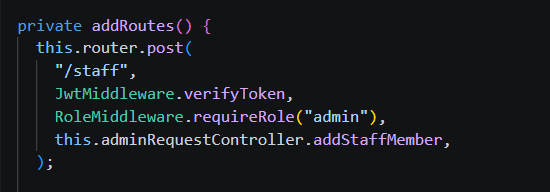 private addRoutes() {
this.router.post(
"/staff",
JwtMiddleware.verifyToken,
RoleMiddleware.requireRole("admin"),
this.adminRequestController.addStaffMember,
);